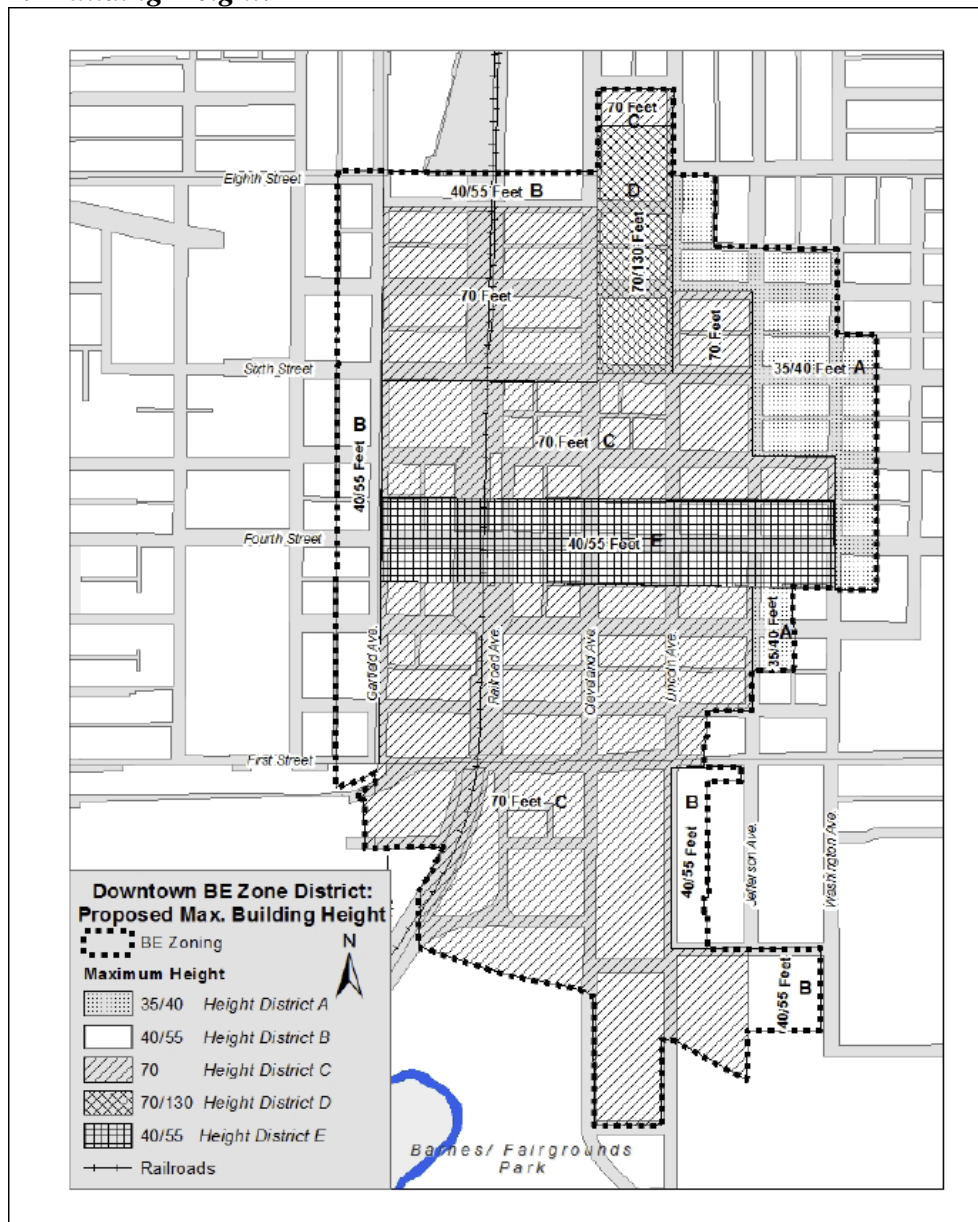 70 Feet
C
Eighth Street
40/55 Feet B
D
70/130 Feet
70 Feet
70 Feet
Sixth Street
35/40 Feet A
B
40/55 Feet
70 Feet C
Fourth Street
40/55 Feet E
35/40 Feet
A
Garfield Ave.
Railroad Ave.
Cleveland Ave.
Lincoln Ave.
First Street
70 Feet C
B
40/55 Feet
Jefferson Ave.
Washington Ave.
B
40/55 Feet
Downtown BE Zone District:
Proposed Max. Building Height
BE Zoning
N
Maximum Height
35/40 Height District A
40/55 Height District B
70 Height District C
70/130 Height District D
40/55 Height District E
Railroads
Barnes/ Fairgrounds
Park